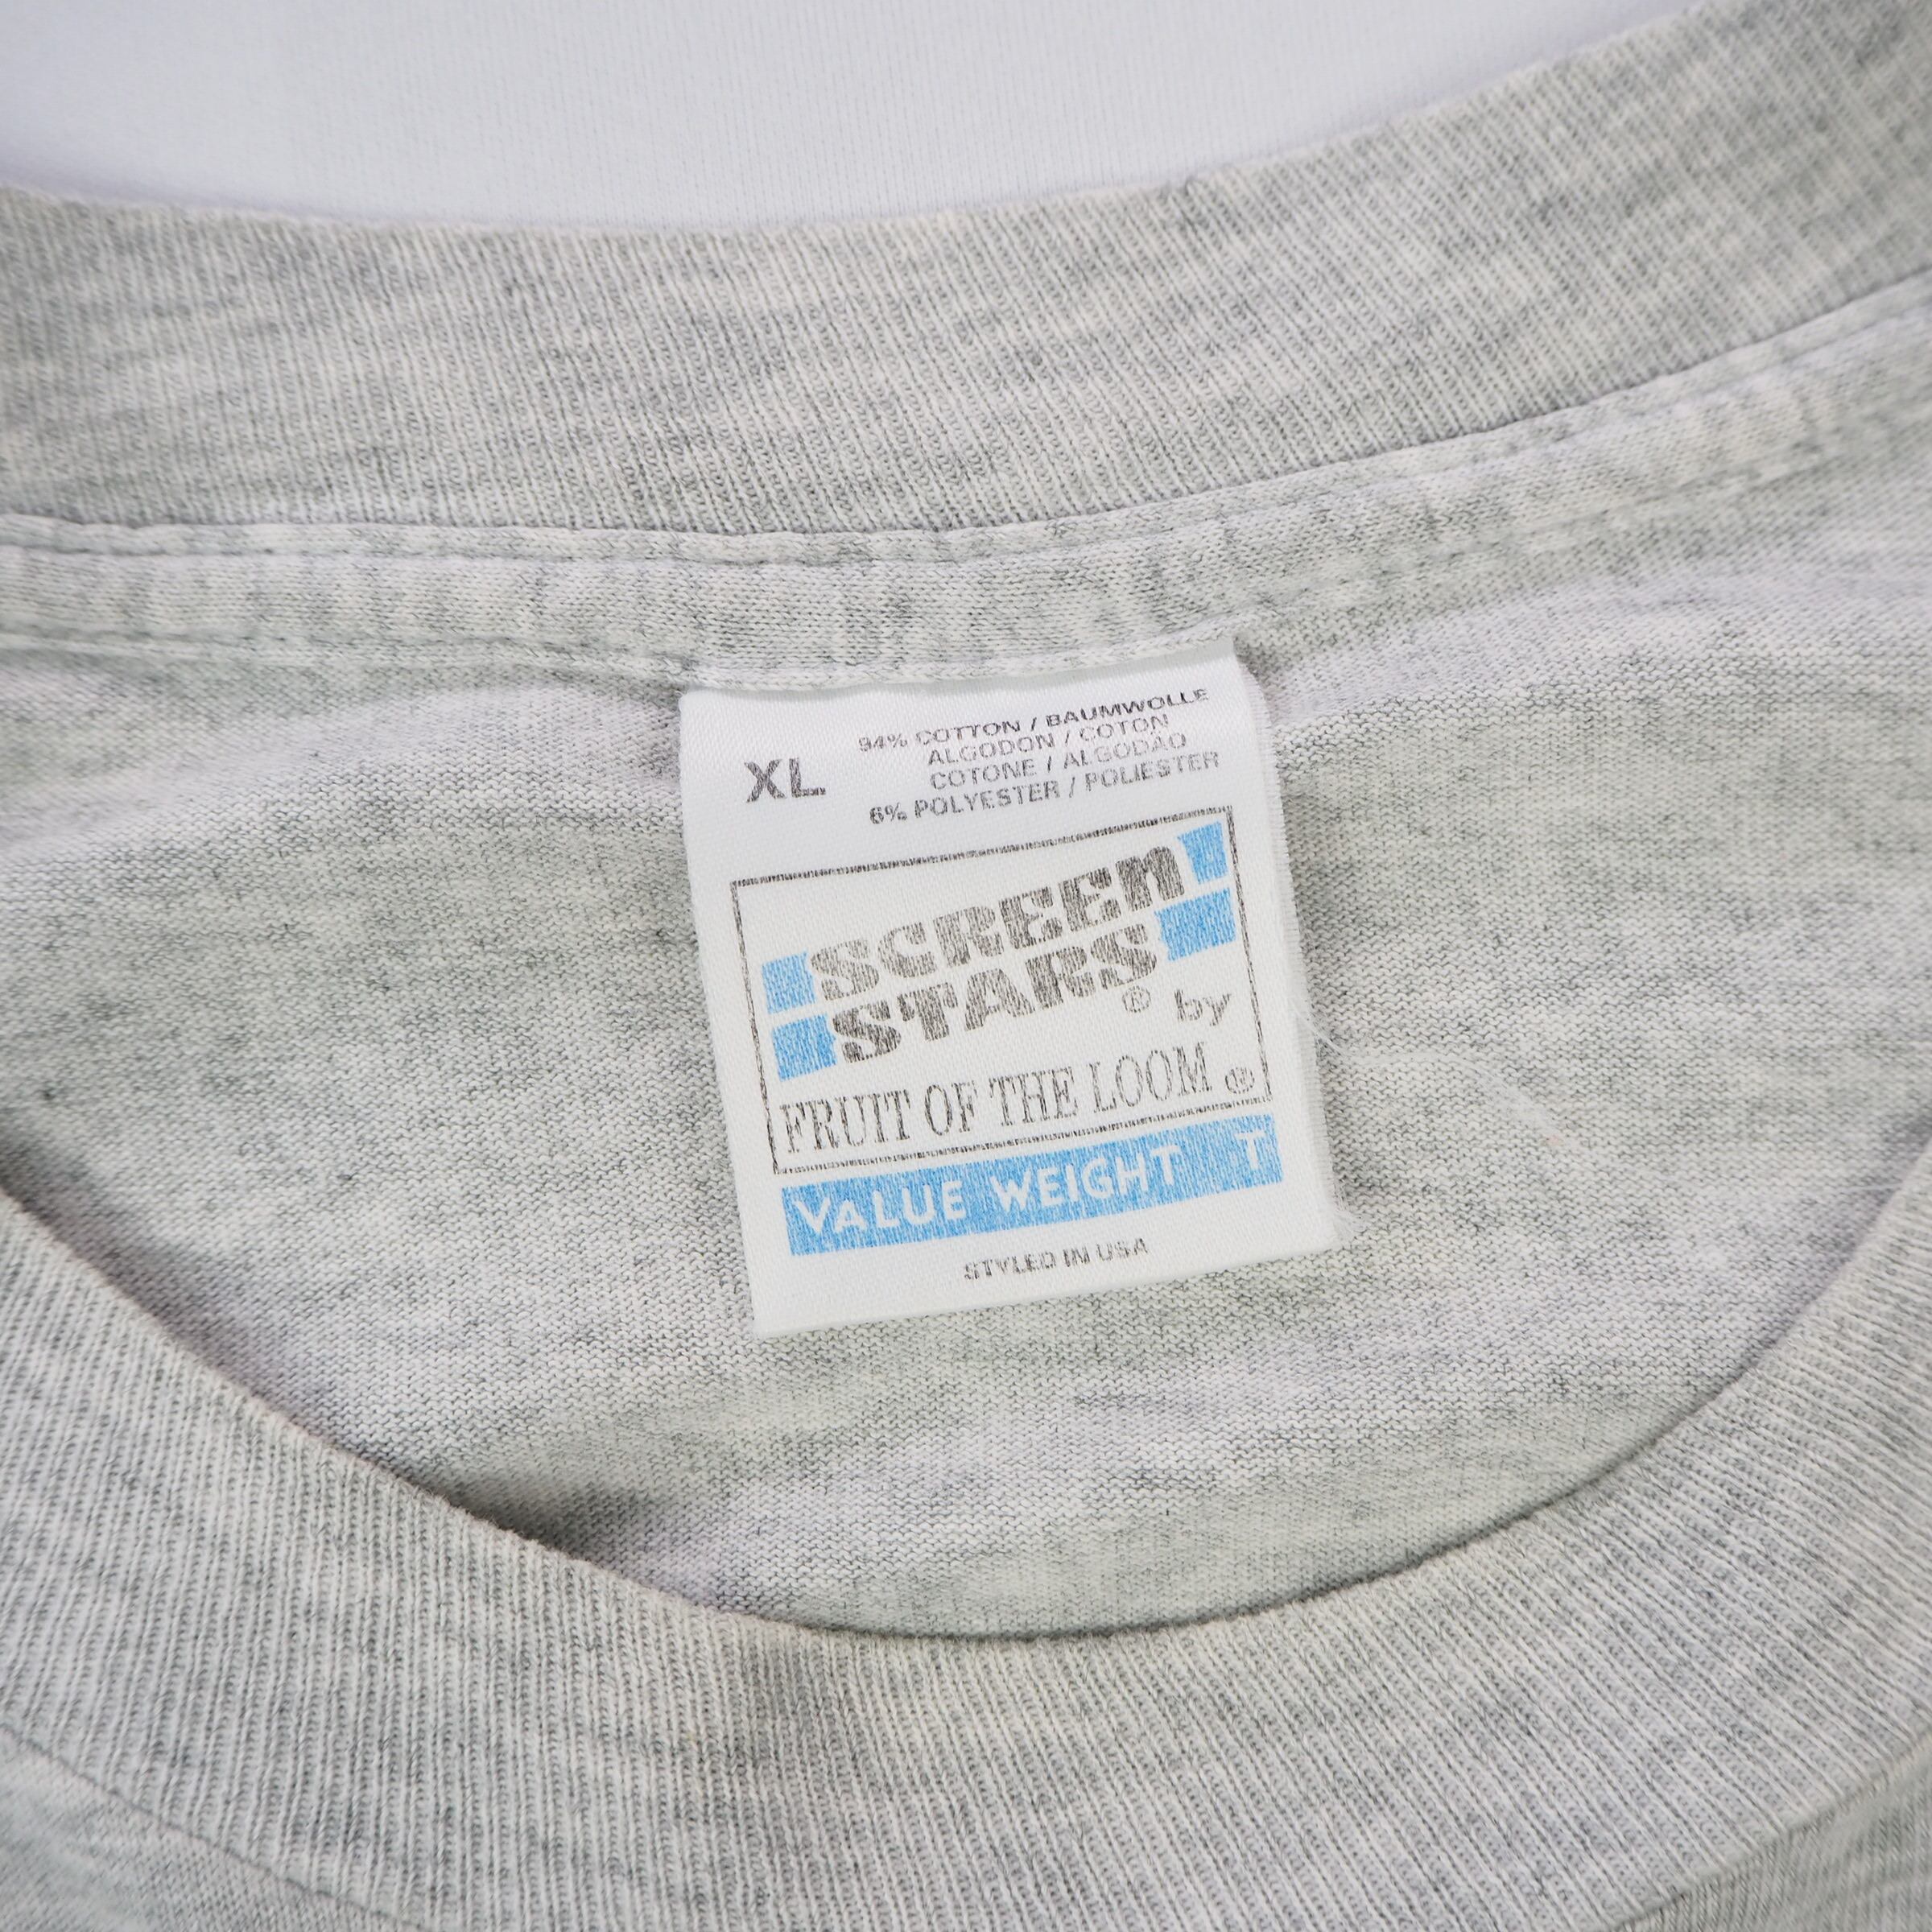 XL
94% COTTON / BAUMWOLLE
ALGODON / COTON
COTONE / ALGODAO
6% POLYESTER / POLIESTER
SCREEN
STARS® by
FRUIT OF THE LOOM®
VALUE WEIGHT T
STYLED IN USA